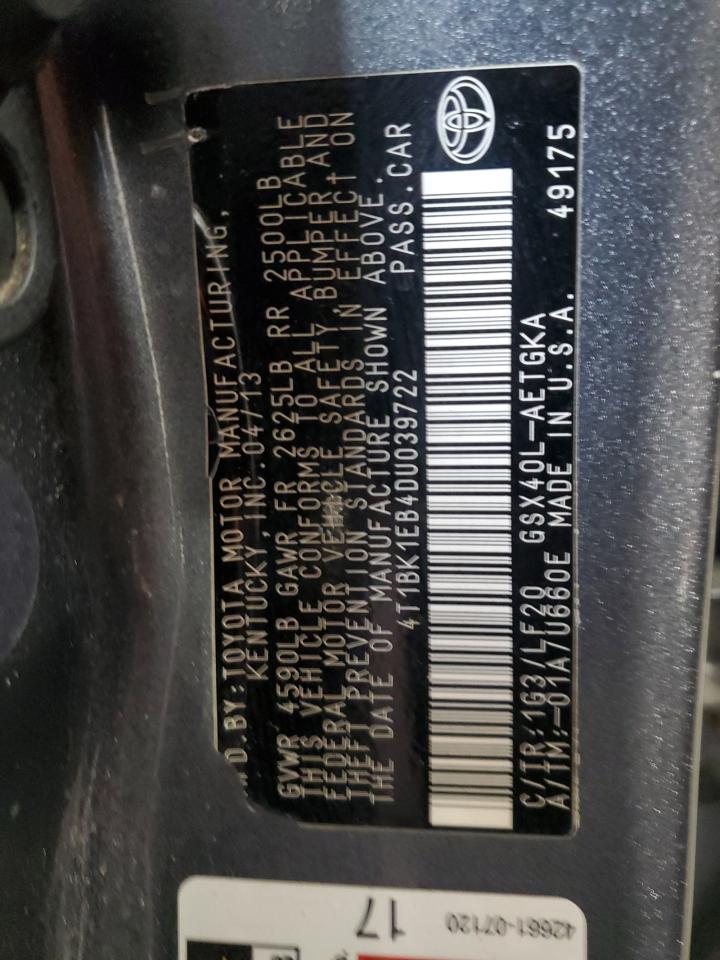 MFD.BY:TOYOTA MOTOR MANUFACTURING,
KENTUCKY INC. 04/13
GVWR 4590LB GAWR FR 2625LB RR 2500LB
THIS VEHICLE CONFORMS TO ALL APPLICABLE
FEDERAL MOTOR VEHICLE SAFETY, BUMPER AND
THEFT PREVENTION STANDARDS IN EFFECT ON
THE DATE OF MANUFACTURE SHOWN ABOVE.
4T1BK1EB4DU039722 PASS.CAR
C/TR:1G3/LF20 GSX40L-AETGKA
A/TM:-01A/U660E MADE IN U.S.A. 49175
17
42661-07120